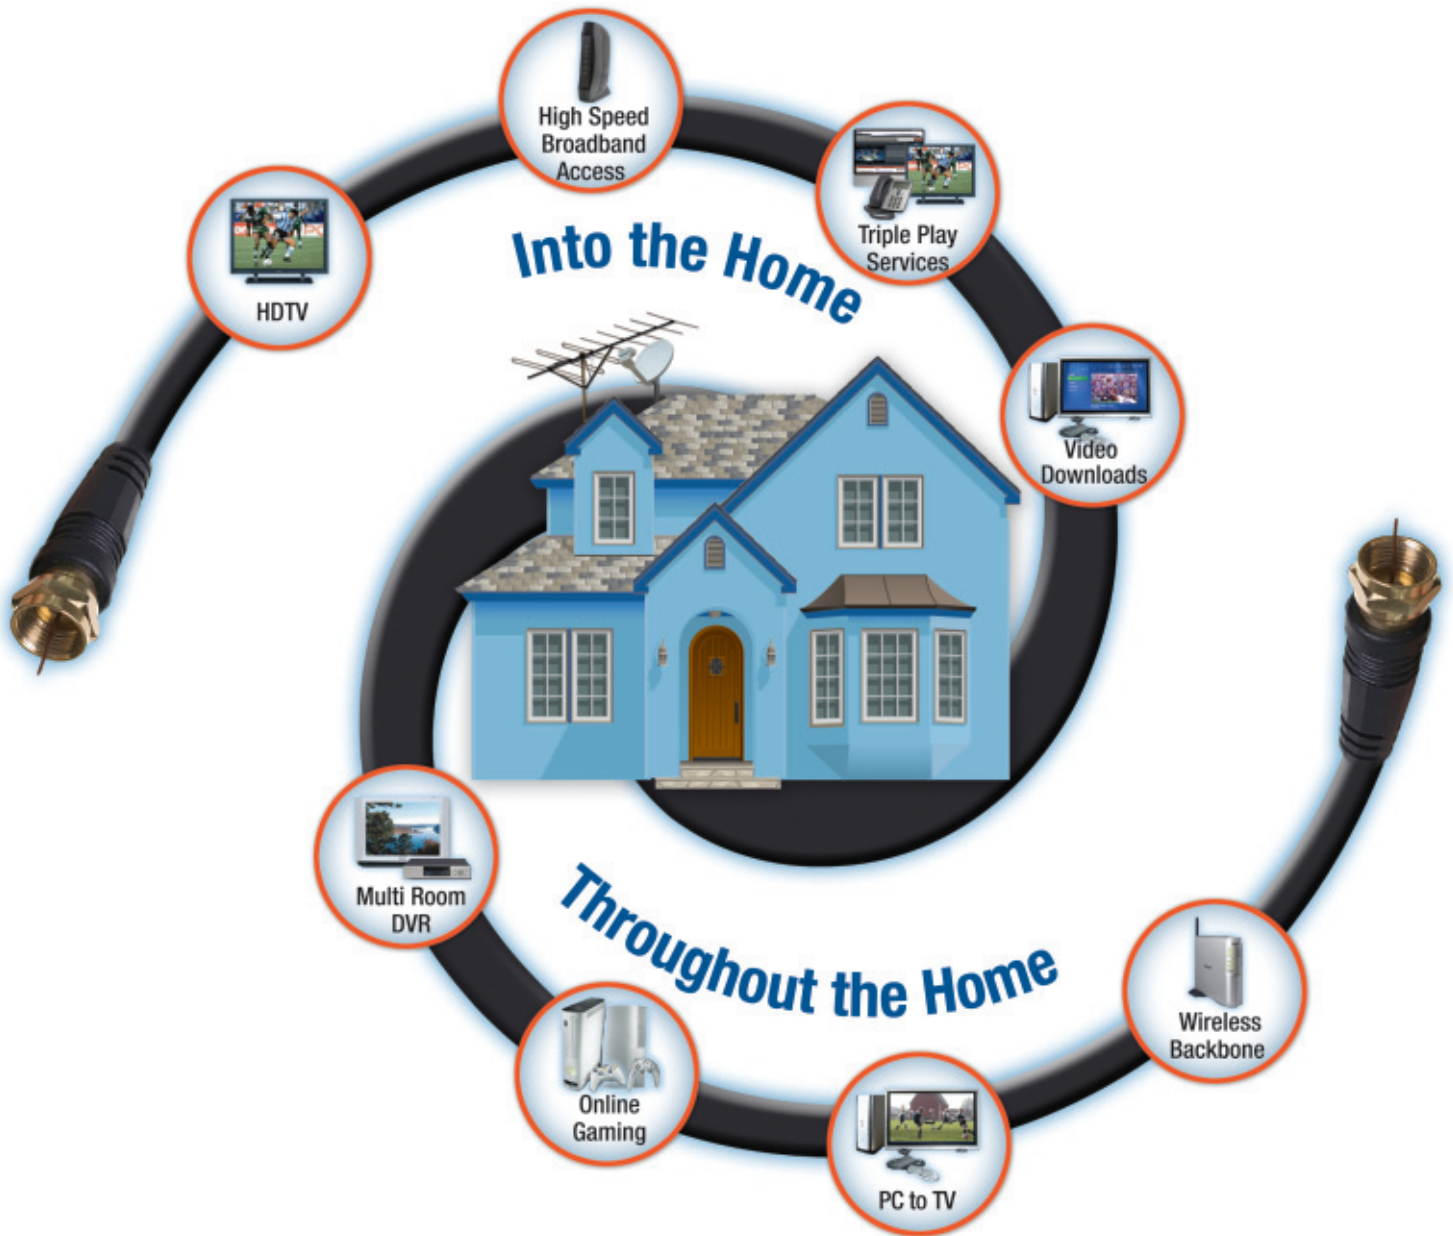 High Speed
Broadband
Access
HDTV
Triple Play
Services
Into the Home
Video
Downloads
Multi Room
DVR
Throughout the Home
Wireless
Backbone
Online
Gaming
PC to TV